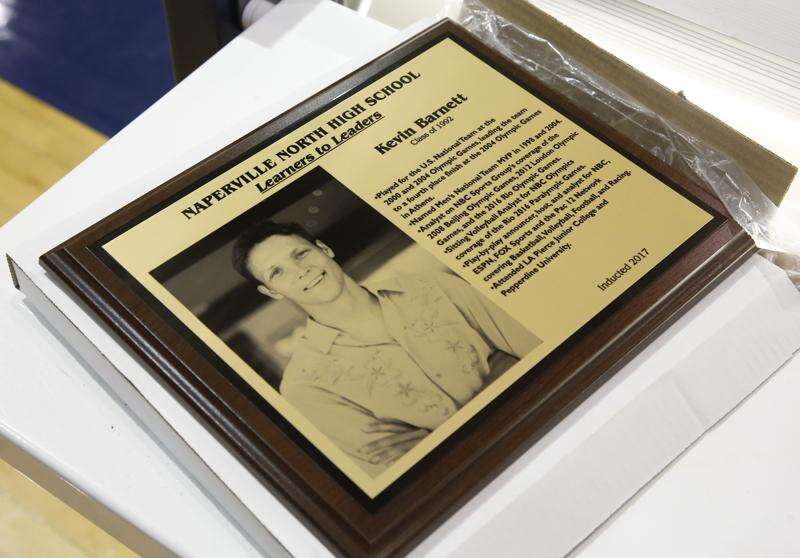 NAPERVILLE NORTH HIGH SCHOOL
Learners to Leaders
Kevin Barnett
Class of 1992
•Played for the U.S. National Team at the
2000 and 2004 Olympic Games, leading the team
to a fourth place finish at the 2004 Olympic Games
in Athens.
•Named Men's National Team MVP in 1999 and 2004.
•Analyst on NBC Sports Group's coverage of the
2008 Beijing Olympic Games, 2012 London Olympic
Games, and the 2016 Rio Olympic Games.
•Sitting Volleyball Analyst for NBC Olympics
coverage of the Rio 2016 Paralympic Games.
•Play-by play announcer, host, and analyst for NBC,
ESPN, FOX Sports and the Pac 12 Network
covering Basketball, Volleyball, Football, and Racing.
•Attended LA Pierce Junior College and
Pepperdine University.
Inducted 2017